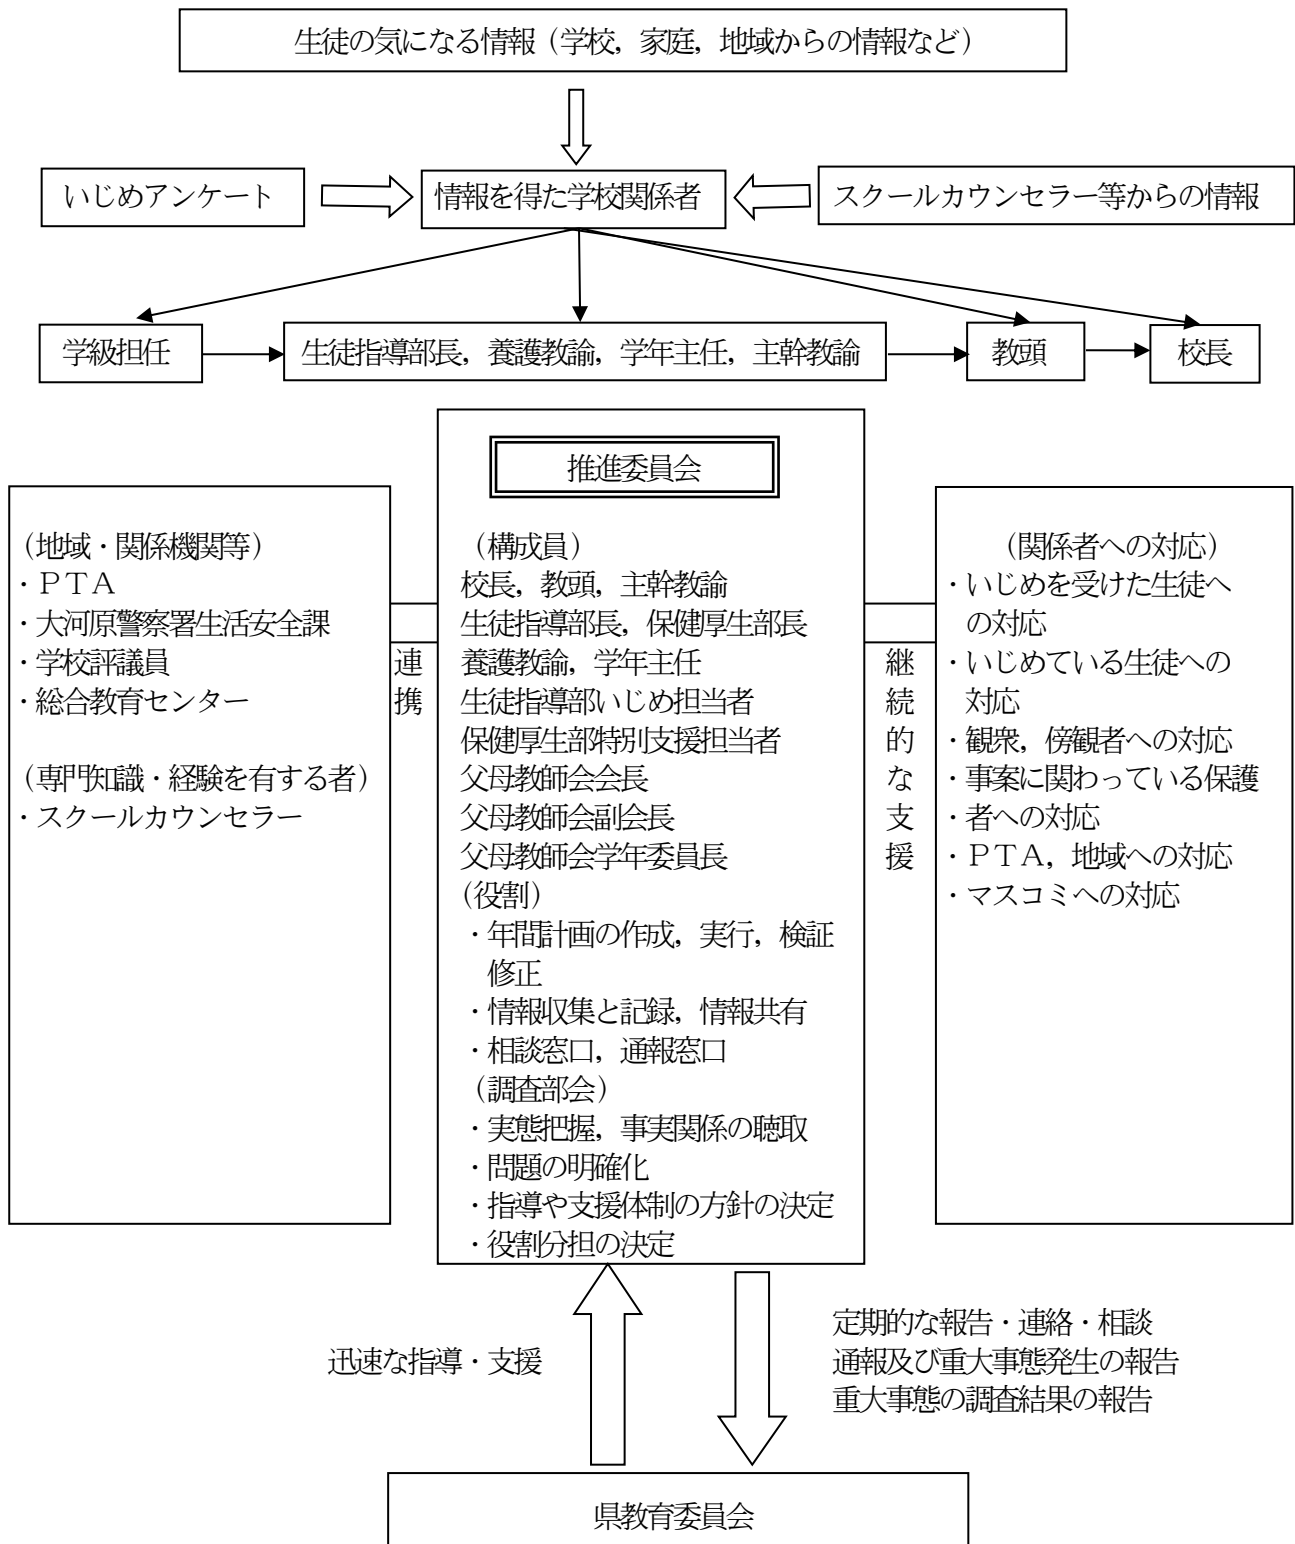 生徒の気になる情報（学校，家庭，地域からの情報など）
いじめアンケート
情報を得た学校関係者
スクールカウンセラー等からの情報
学級担任
生徒指導部長，養護教諭，学年主任，主幹教諭
教頭
校長
推進委員会
（地域・関係機関等）
・ＰＴＡ
・大河原警察署生活安全課
・学校評議員
・総合教育センター
（専門知識・経験を有する者）
・スクールカウンセラー
連携
（構成員）
校長，教頭，主幹教諭
生徒指導部長，保健厚生部長
養護教諭，学年主任
生徒指導部いじめ担当者
保健厚生部特別支援担当者
父母教師会会長
父母教師会副会長
父母教師会学年委員長
（役割）
・年間計画の作成，実行，検証
修正
・情報収集と記録，情報共有
・相談窓口，通報窓口
（調査部会）
・実態把握，事実関係の聴取
・問題の明確化
・指導や支援体制の方針の決定
・役割分担の決定
継続的な支援
（関係者への対応）
・いじめを受けた生徒へ
の対応
・いじめている生徒への
対応
・観衆，傍観者への対応
・事案に関わっている保護
・者への対応
・ＰＴＡ，地域への対応
・マスコミへの対応
迅速な指導・支援
定期的な報告・連絡・相談
通報及び重大事態発生の報告
重大事態の調査結果の報告
県教育委員会